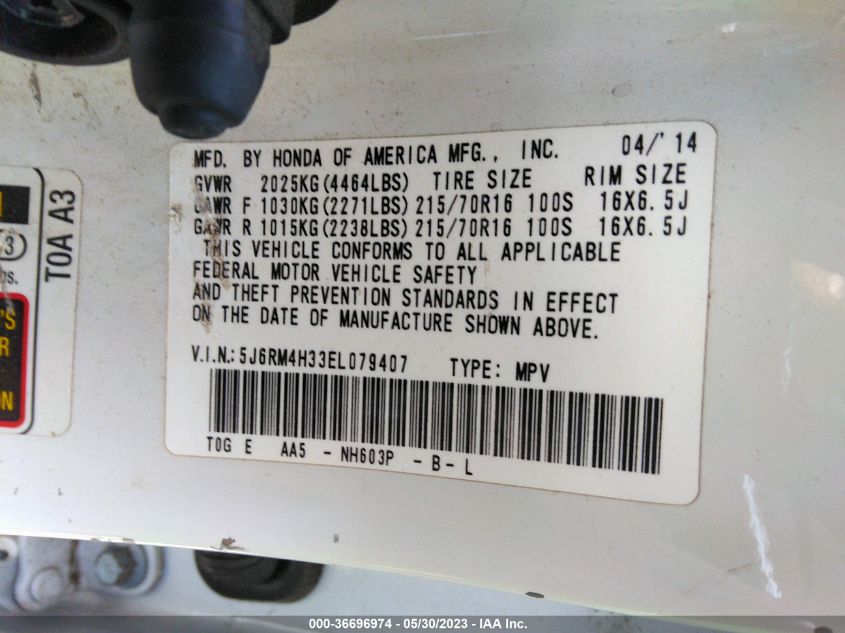 MFD. BY HONDA OF AMERICA MFG., INC. 04/'14
GVWR 2025KG(4464LBS) TIRE SIZE RIM SIZE
GAWR F 1030KG(2271LBS) 215/70R16 100S 16X6.5J
GAWR R 1015KG(2238LBS) 215/70R16 100S 16X6.5J
THIS VEHICLE CONFORMS TO ALL APPLICABLE
FEDERAL MOTOR VEHICLE SAFETY
AND THEFT PREVENTION STANDARDS IN EFFECT
ON THE DATE OF MANUFACTURE SHOWN ABOVE.
V.I.N.: 5J6RM4H33EL079407 TYPE: MPV
TOG E AA5 - NH603P - B - L
TOA A3
3
'S
000-36696974 / 05/30/2023 - IAA Inc.